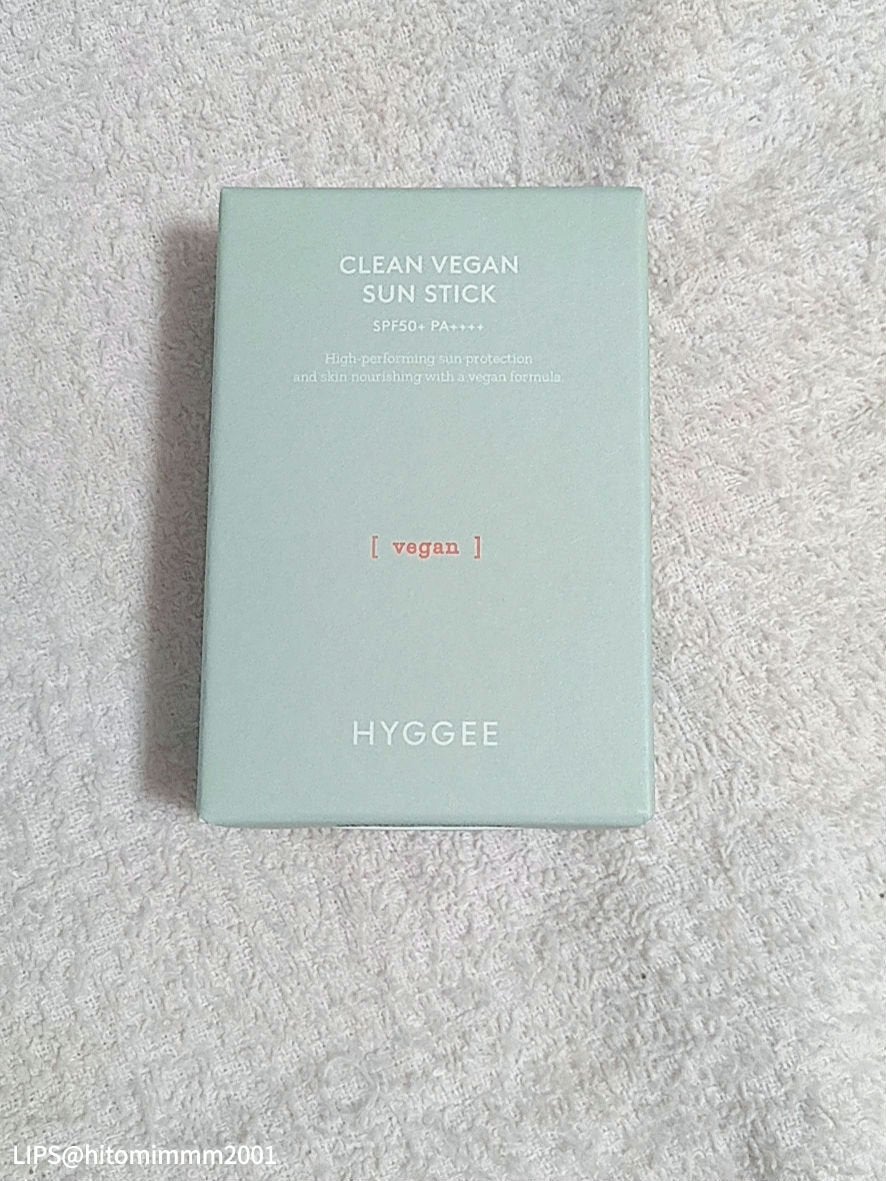 CLEAN VEGAN
SUN STICK
SPF50+ PA++++
High-performing sun protection
and skin nourishing with a vegan formula.
[ vegan ]
HYGGEE
LIPS@hitomimmm2001